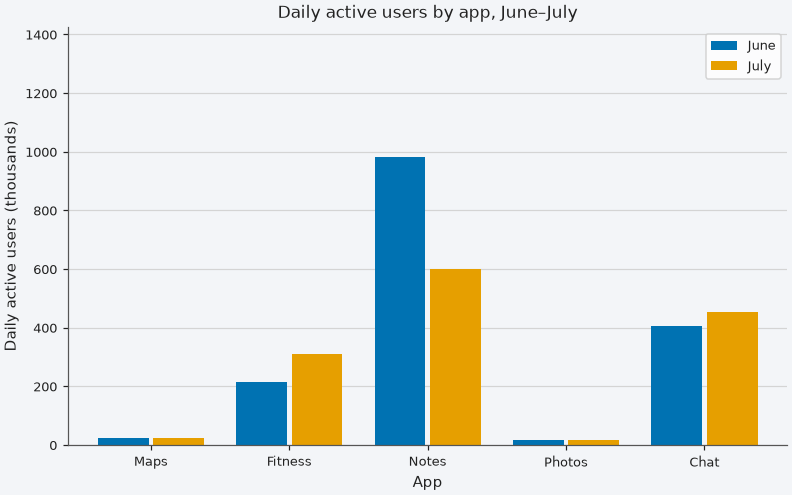 Daily active users by app, June–July
Daily active users (thousands)
1400
1200
1000
800
600
400
200
0
June
July
Maps
Fitness
Notes
Photos
Chat
App